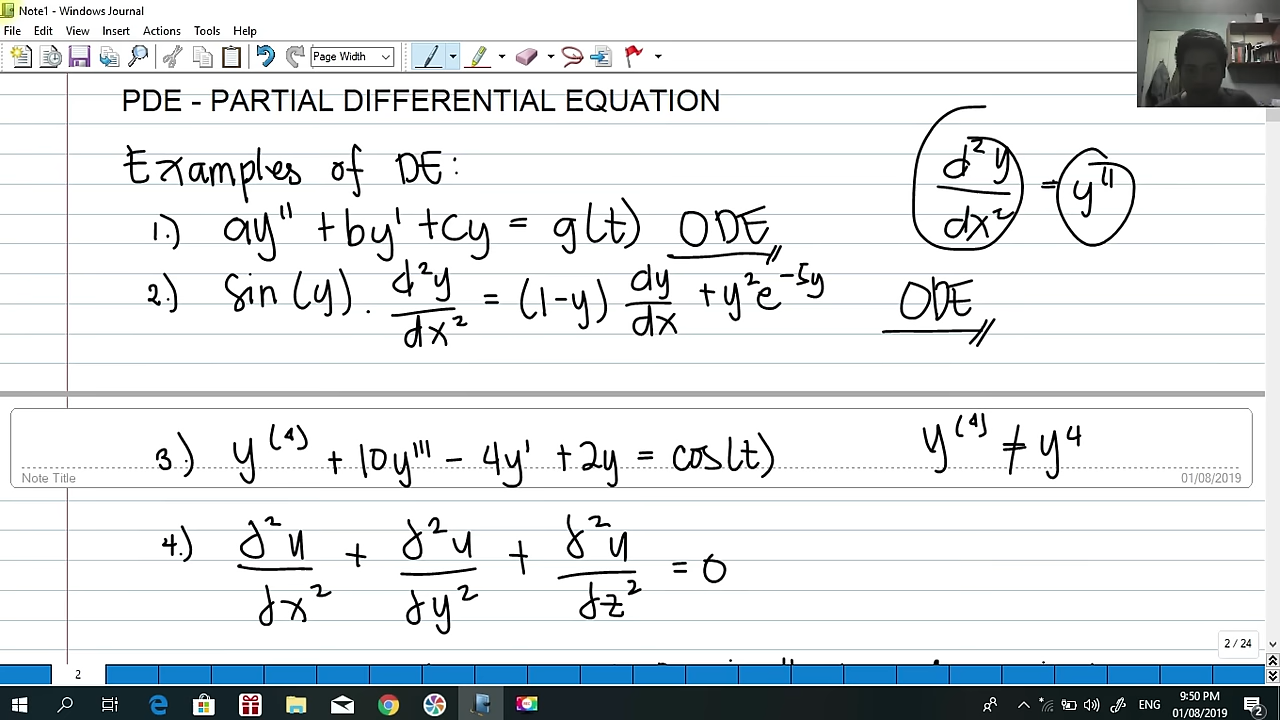 Note1 - Windows Journal
File Edit View Insert Actions Tools Help
Page Width
PDE - PARTIAL DIFFERENTIAL EQUATION
Examples of DE:
1.) ay'' + by' + cy = g(t) ODE
d²y/dx² = y''
2.) sin(y) . d²y/dx² = (1-y) dy/dx + y²e^-5y ODE
3.) y^(4) + 10y''' - 4y' + 2y = cos(t) y^(4) ≠ y^4
Note Title 01/08/2019
4.) ∂²u/∂x² + ∂²u/∂y² + ∂²u/∂z² = 0
2 / 24
2
ENG
9:50 PM
01/08/2019
2